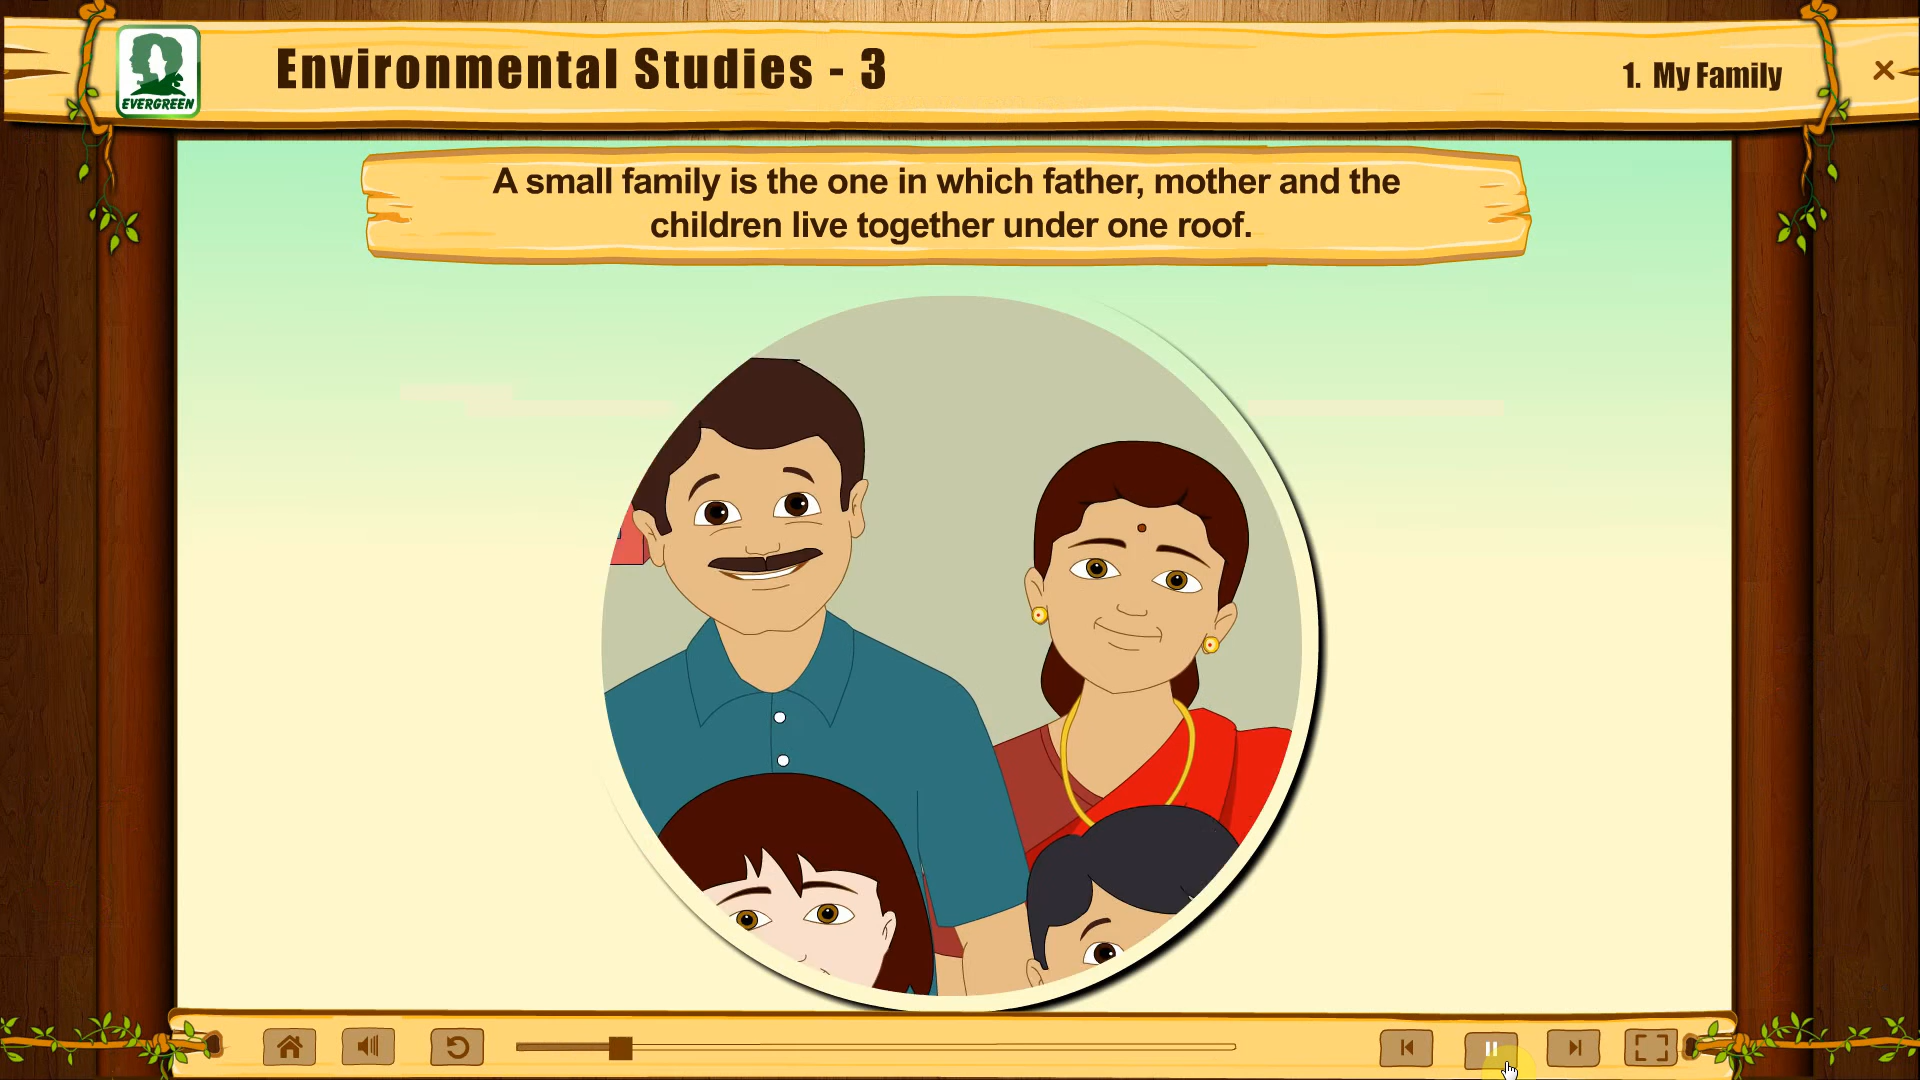 EVERGREEN
Environmental Studies - 3
1. My Family
A small family is the one in which father, mother and the
children live together under one roof.